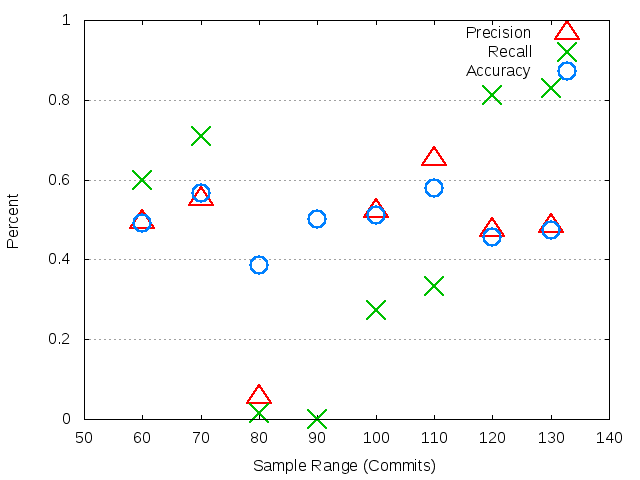 Precision
Recall
Accuracy
1
0.8
0.6
0.4
0.2
0
Percent
50 60 70 80 90 100 110 120 130 140
Sample Range (Commits)